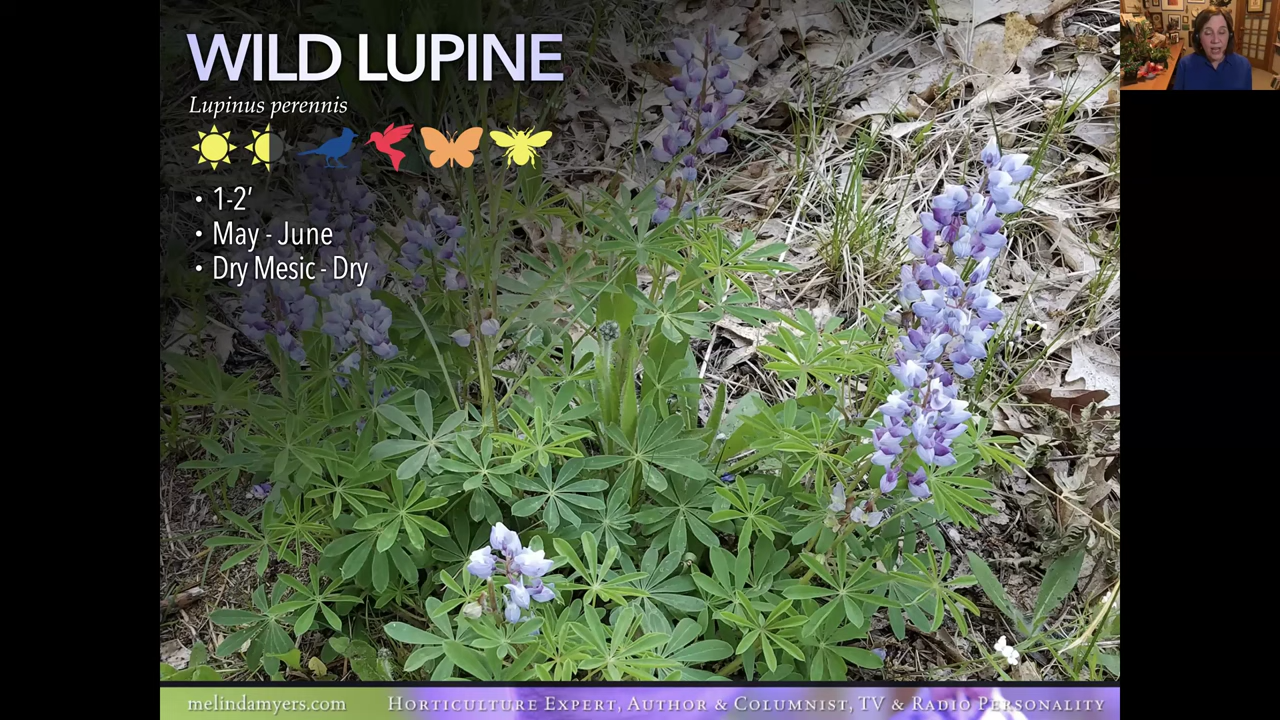 WILD LUPINE
Lupinus perennis
• 1-2'
• May - June
• Dry Mesic - Dry
melindamyers.com
Horticulture Expert, Author & Columnist, TV & Radio Personality